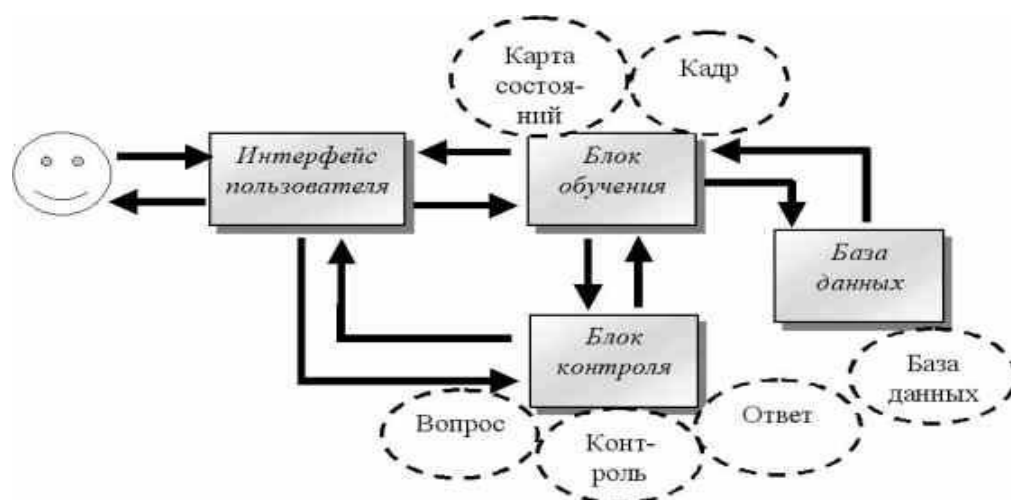 Карта
состоя-
ний
Кадр
Интерфейс
пользователя
Блок
обучения
База
данных
Блок
контроля
База
данных
Вопрос
Конт-
роль
Ответ